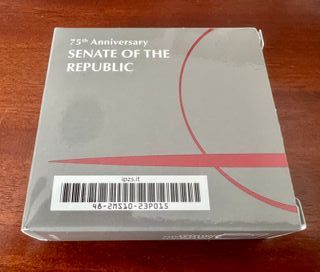 75th Anniversary
SENATE OF THE
REPUBLIC
ipzs.it
48-2MS10-23P015